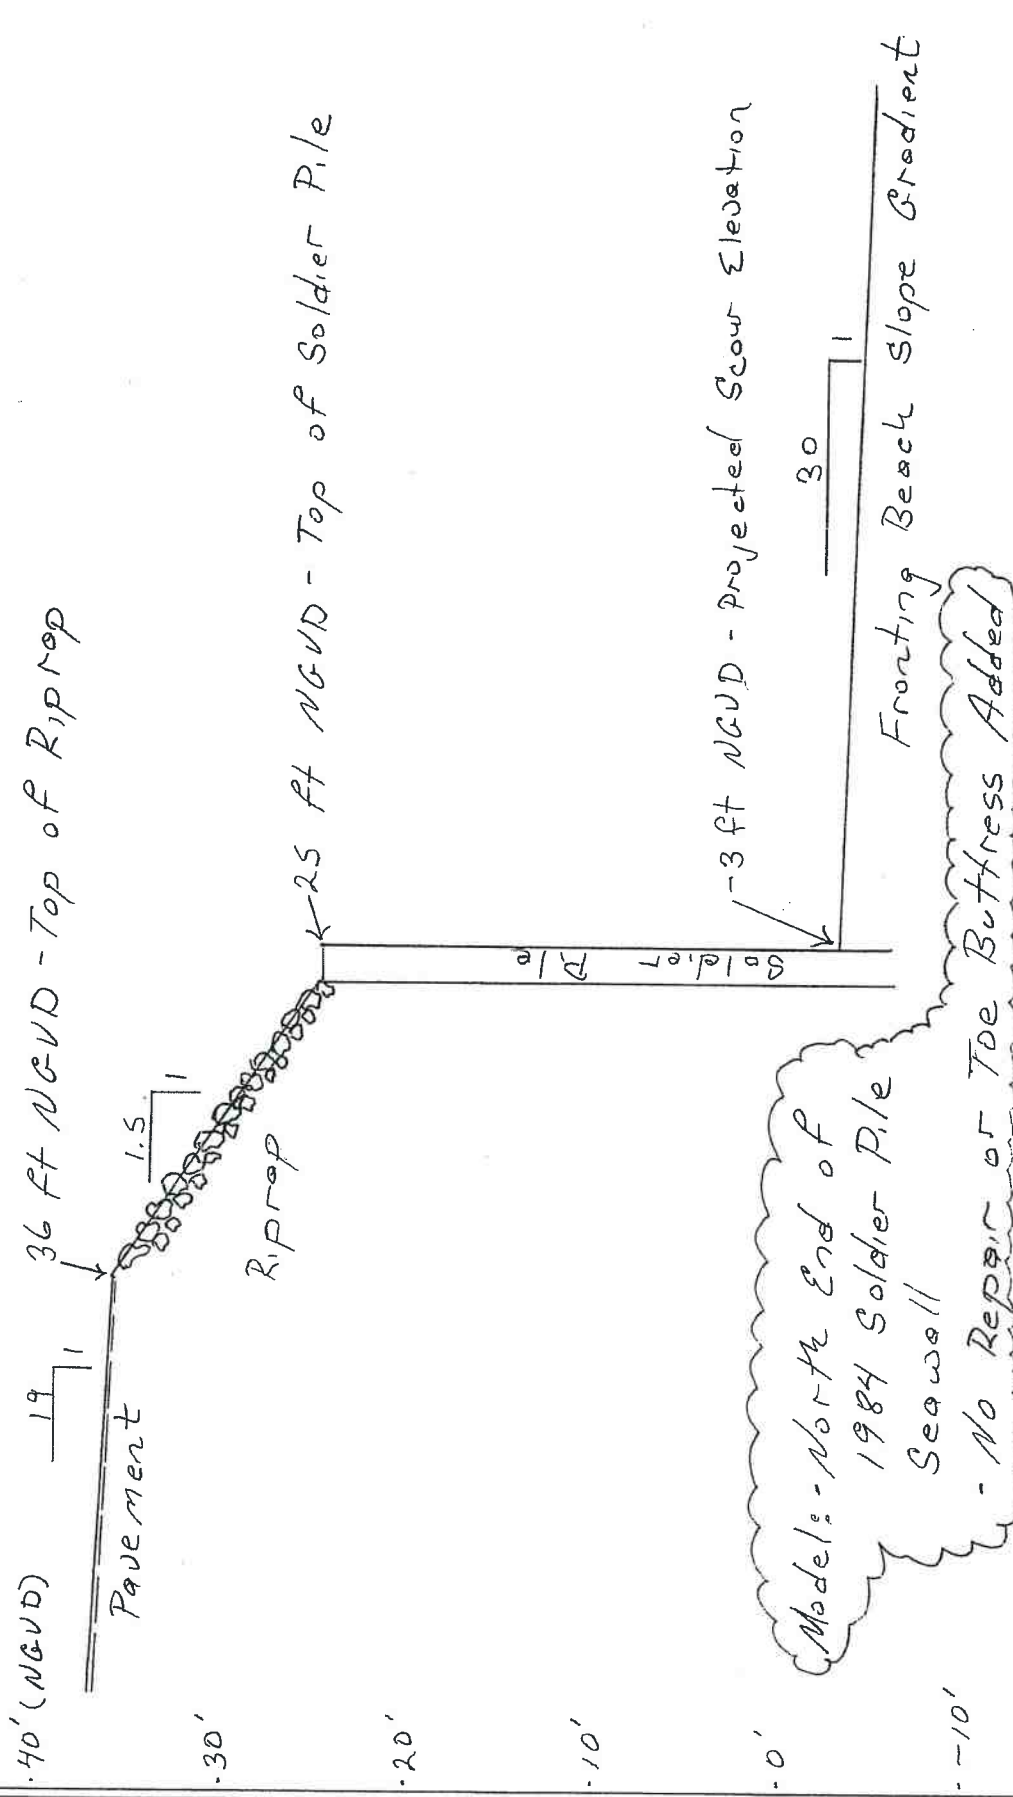 40' (NGVD)
30'
20'
10'
0'
-10'
19
1
Pavement
36 ft NGVD - Top of Riprap
1.5
1
Riprap
25 ft NGVD - Top of Soldier Pile
Soldier Pile
-3 ft NGVD - Projected Scour Elevation
30
1
Fronting Beach Slope Gradient
Model: - North End of
1984 Soldier Pile
Seawall
- No Repair or Toe Buttress Added